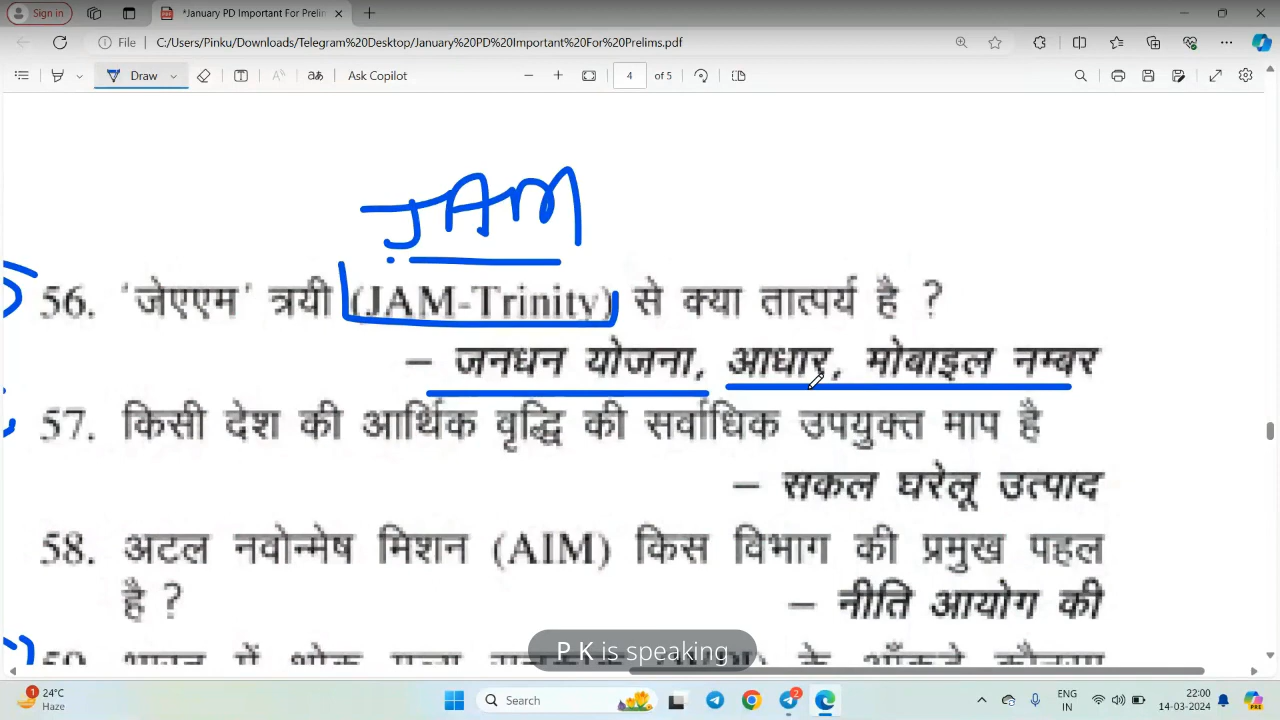 Sign in
*January PD Important For Prelim
File
C:/Users/Pinku/Downloads/Telegram%20Desktop/January%20PD%20Important%20For%20Prelims.pdf
Draw
Ask Copilot
4 of 5
JAM
56. 'जेएएम' त्रयी (JAM-Trinity) से क्या तात्पर्य है ?
– जनधन योजना, आधार, मोबाइल नम्बर
57. किसी देश की आर्थिक वृद्धि की सर्वाधिक उपयुक्त माप है
– सकल घरेलू उत्पाद
58. अटल नवोन्मेष मिशन (AIM) किस विभाग की प्रमुख पहल
है ?
– नीति आयोग की
P K is speaking
1
24°C
Haze
Search
2
ENG
IN
22:00
14-03-2024